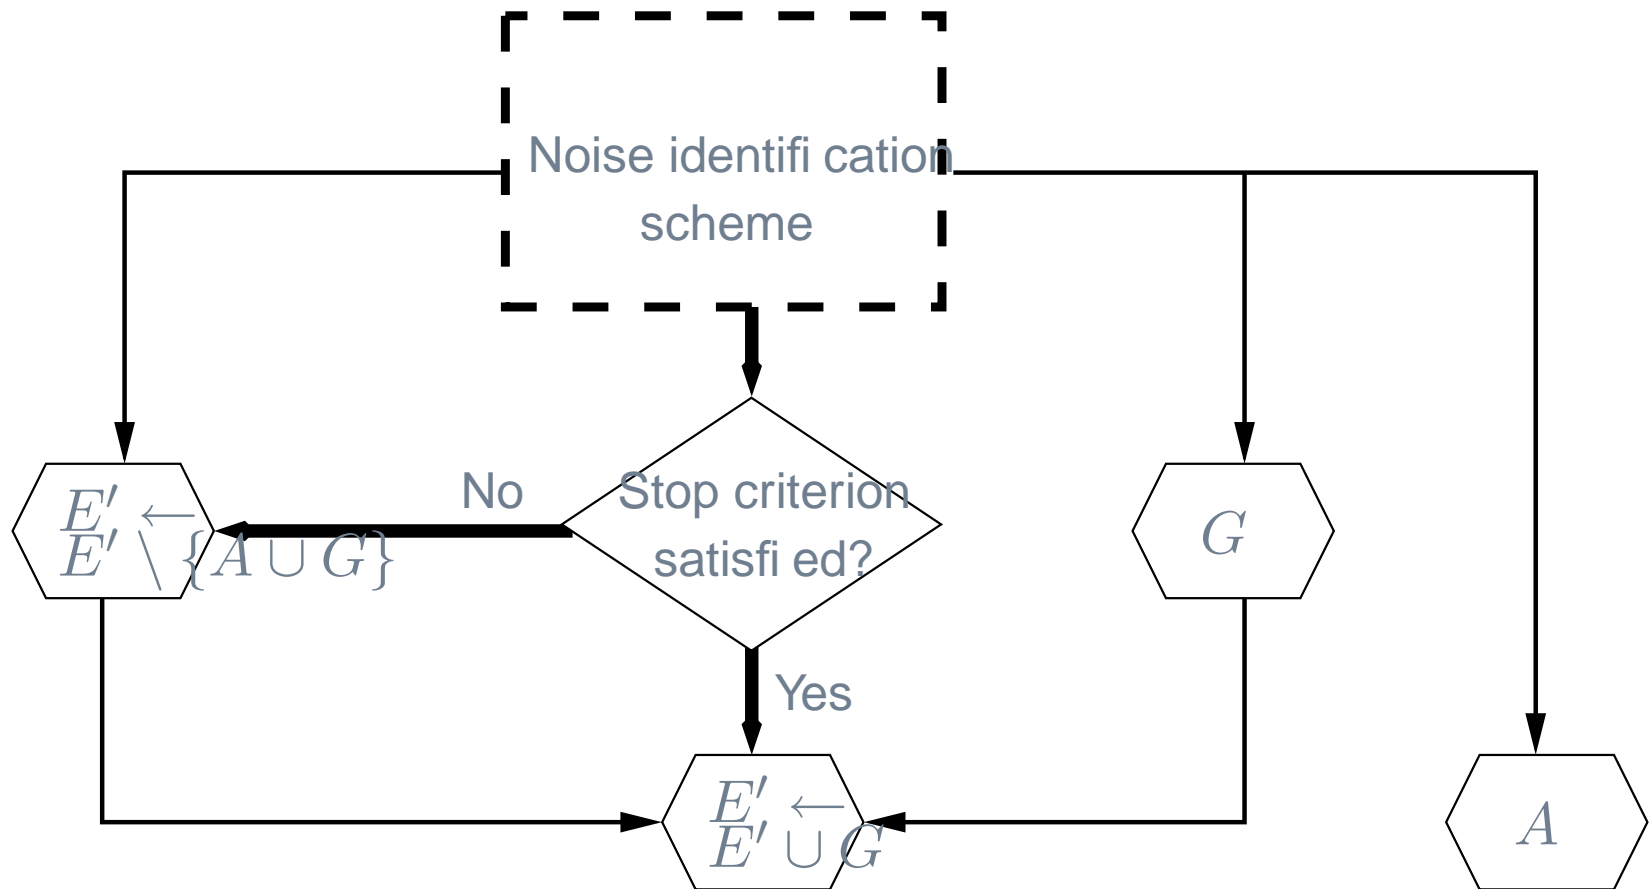 Noise identifi cation
scheme
No
Stop criterion
satisfi ed?
E′ ←
E′ \ {A ∪ G}
G
Yes
E′ ←
E′ ∪ G
A